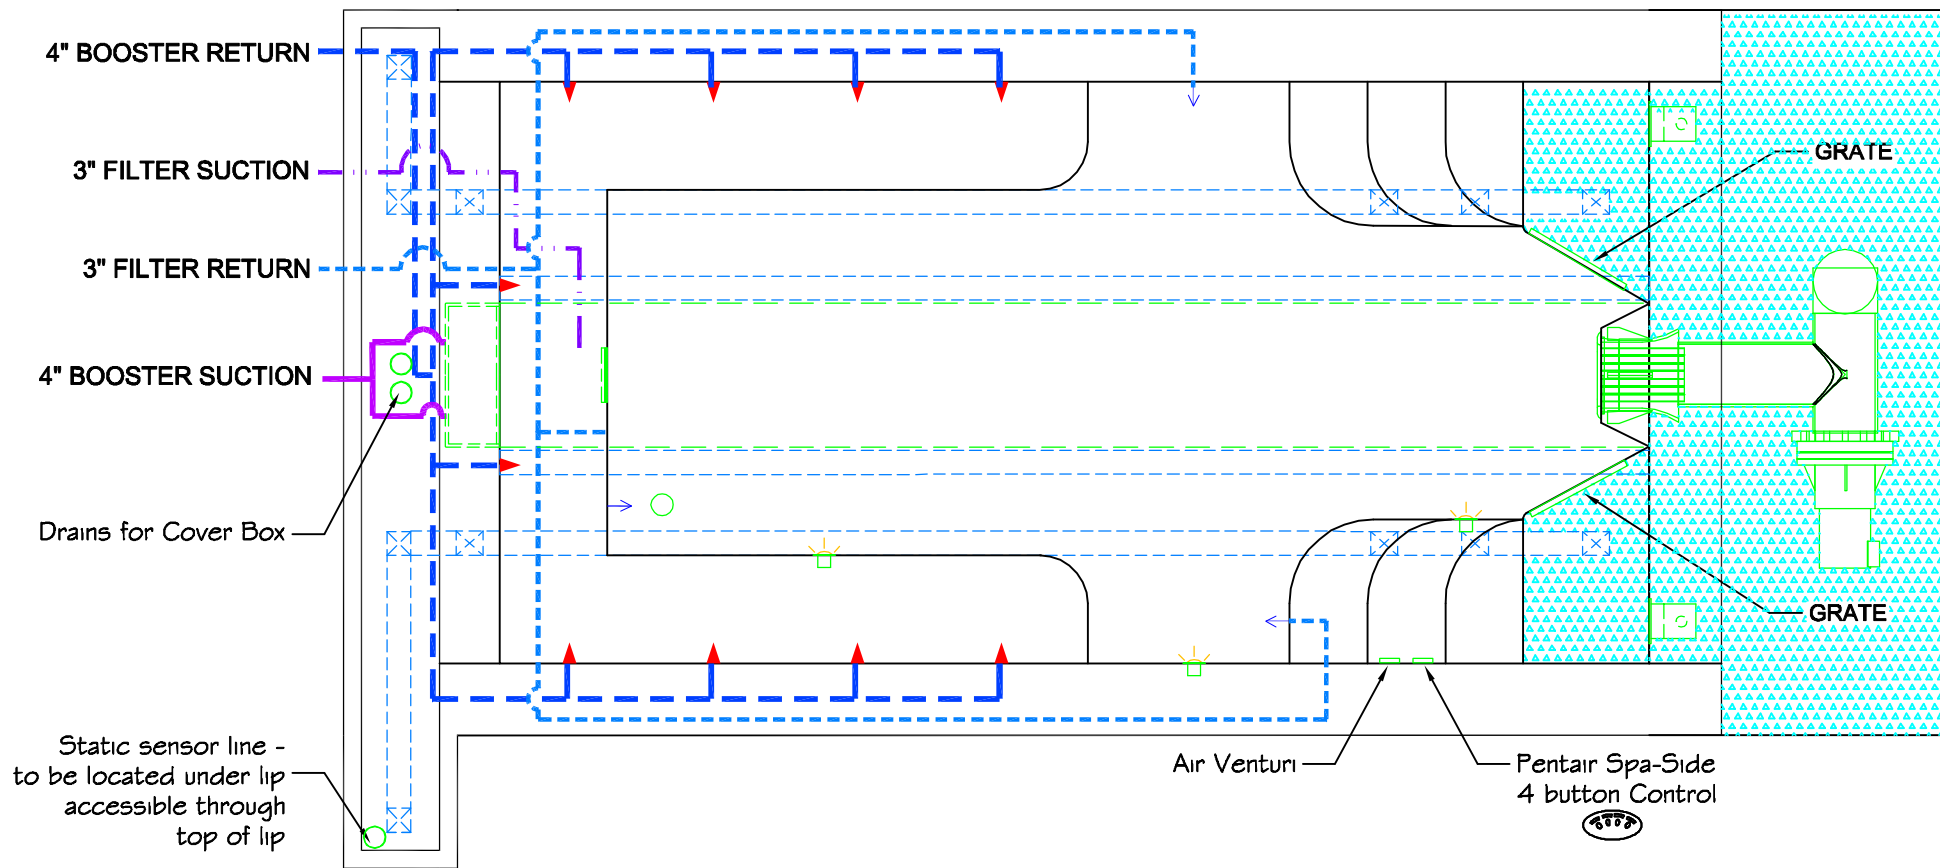 4" BOOSTER RETURN
3" FILTER SUCTION
GRATE
3" FILTER RETURN
4" BOOSTER SUCTION
Drains for Cover Box
GRATE
Static sensor line -
to be located under lip
accessible through
top of lip
Air Venturi
Pentair Spa-Side
4 button Control